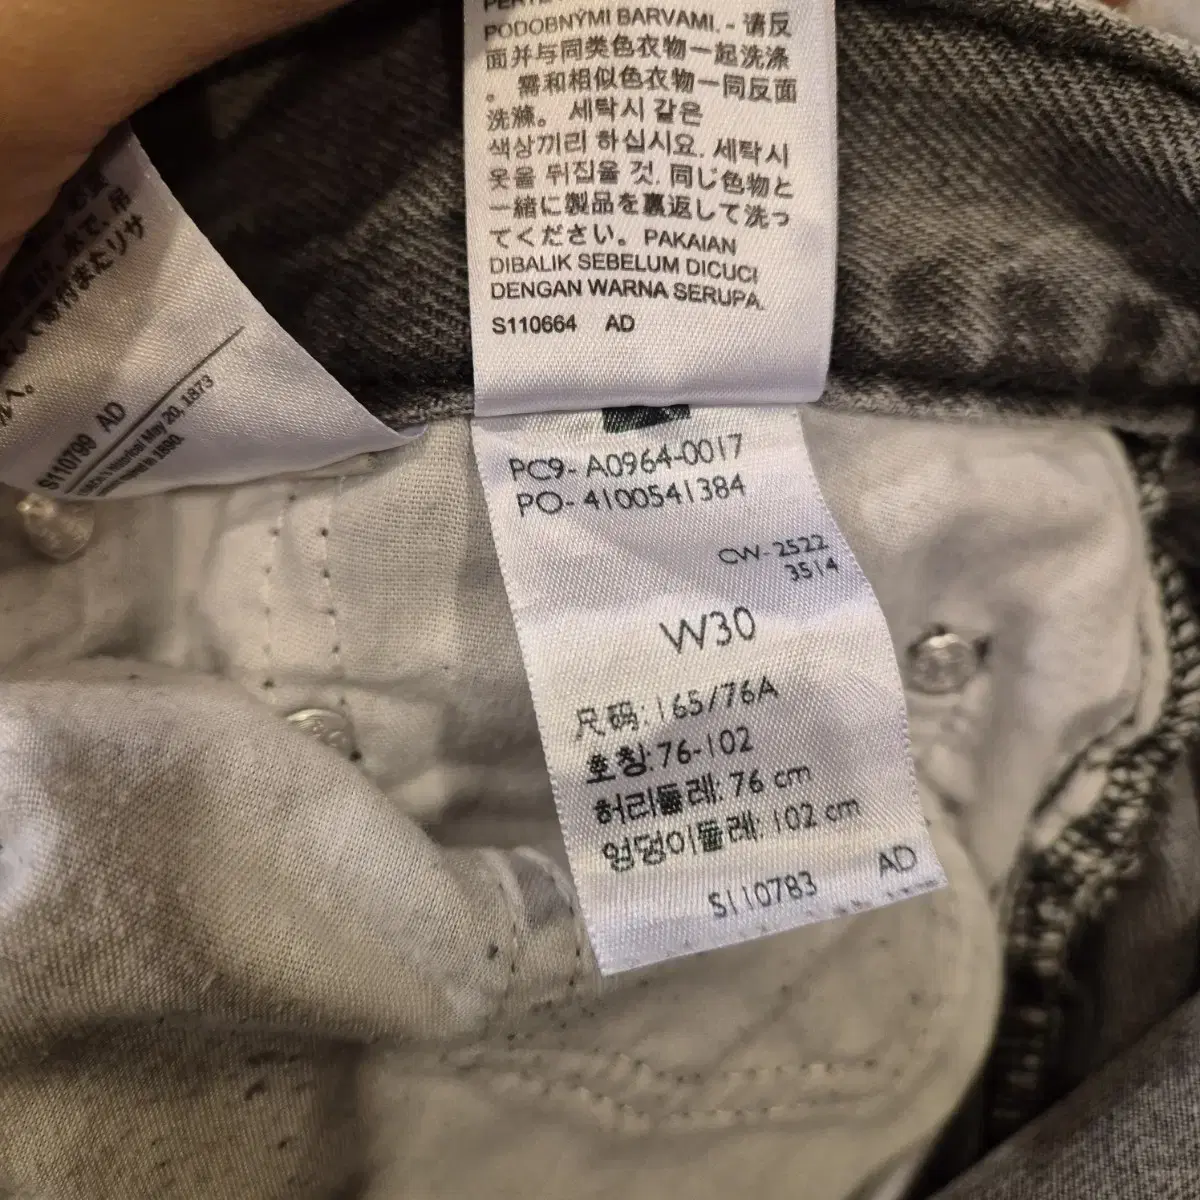 PODOBNÝMI BARVAMI. - 请反
面并与同类色衣物一起洗涤
。 需和相似色衣物一同反面
洗滌。 세탁시 같은
색상끼리 하십시요. 세탁시
옷을 뒤집을 것. 同じ色物と
一緒に製品を裏返して洗っ
てください。 PAKAIAN
DIBALIK SEBELUM DICUCI
DENGAN WARNA SERUPA.
S110664 AD
S110799 AD
May 20, 1873
1890.
PC9- A0964-0017
PO- 4100541384
CW- 2522
3514
W30
尺码: 165/76A
호칭: 76-102
허리둘레: 76 cm
엉덩이둘레: 102 cm
S110783 AD